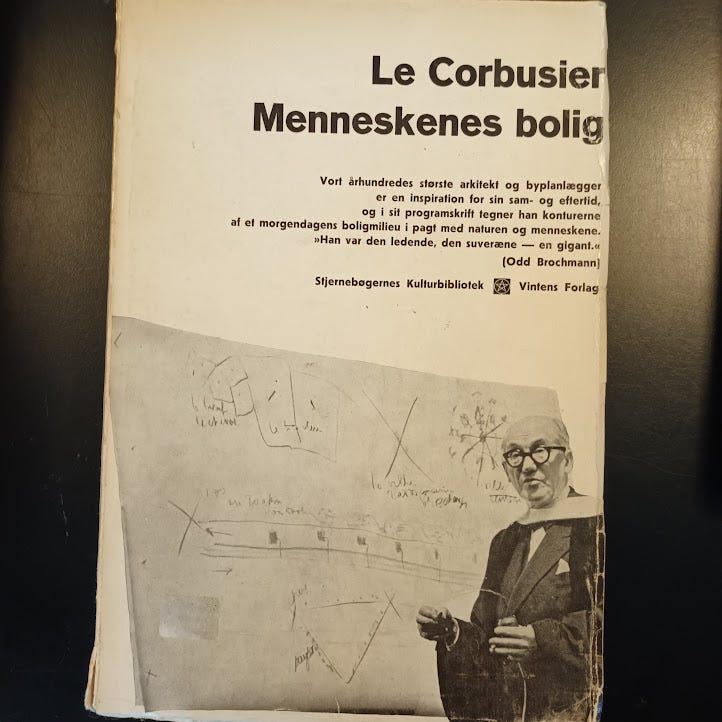 Le Corbusier
Menneskenes bolig
Vort århundredes største arkitekt og byplanlægger
er en inspiration for sin sam- og eftertid,
og i sit programskrift tegner han konturerne
af et morgendagens boligmilieu i pagt med naturen og menneskene.
»Han var den ledende, den suveræne — en gigant.«
(Odd Brochmann)
Stjernebøgernes Kulturbibliotek Vintens Forlag